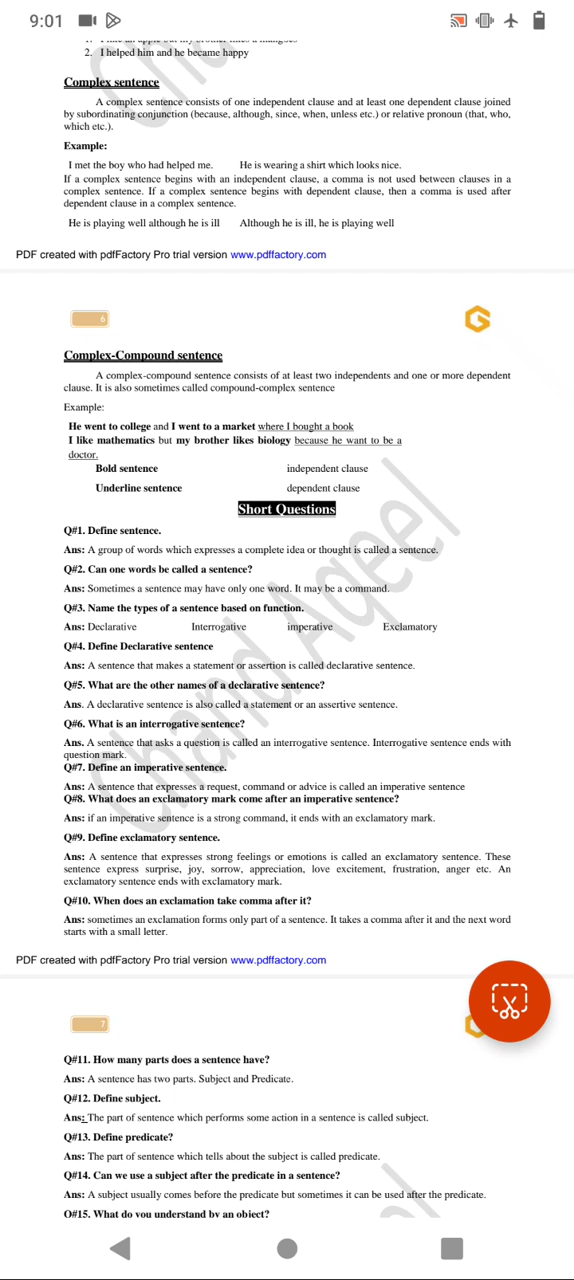 9:01
2. I helped him and he became happy
Complex sentence
A complex sentence consists of one independent clause and at least one dependent clause joined
by subordinating conjunction (because, although, since, when, unless etc.) or relative pronoun (that, who,
which etc.).
Example:
I met the boy who had helped me. He is wearing a shirt which looks nice.
If a complex sentence begins with an independent clause, a comma is not used between clauses in a
complex sentence. If a complex sentence begins with dependent clause, then a comma is used after
dependent clause in a complex sentence.
He is playing well although he is ill Although he is ill, he is playing well
PDF created with pdfFactory Pro trial version www.pdffactory.com
6
Complex-Compound sentence
A complex-compound sentence consists of at least two independents and one or more dependent
clause. It is also sometimes called compound-complex sentence
Example:
He went to college and I went to a market where I bought a book
I like mathematics but my brother likes biology because he want to be a
doctor.
Bold sentence independent clause
Underline sentence dependent clause
Short Questions
Q#1. Define sentence.
Ans: A group of words which expresses a complete idea or thought is called a sentence.
Q#2. Can one words be called a sentence?
Ans: Sometimes a sentence may have only one word. It may be a command.
Q#3. Name the types of a sentence based on function.
Ans: Declarative Interrogative imperative Exclamatory
Q#4. Define Declarative sentence
Ans: A sentence that makes a statement or assertion is called declarative sentence.
Q#5. What are the other names of a declarative sentence?
Ans. A declarative sentence is also called a statement or an assertive sentence.
Q#6. What is an interrogative sentence?
Ans. A sentence that asks a question is called an interrogative sentence. Interrogative sentence ends with
question mark.
Q#7. Define an imperative sentence.
Ans: A sentence that expresses a request, command or advice is called an imperative sentence
Q#8. What does an exclamatory mark come after an imperative sentence?
Ans: if an imperative sentence is a strong command, it ends with an exclamatory mark.
Q#9. Define exclamatory sentence.
Ans: A sentence that expresses strong feelings or emotions is called an exclamatory sentence. These
sentence express surprise, joy, sorrow, appreciation, love excitement, frustration, anger etc. An
exclamatory sentence ends with exclamatory mark.
Q#10. When does an exclamation take comma after it?
Ans: sometimes an exclamation forms only part of a sentence. It takes a comma after it and the next word
starts with a small letter.
Chand Aqeel
PDF created with pdfFactory Pro trial version www.pdffactory.com
7
Q#11. How many parts does a sentence have?
Ans: A sentence has two parts. Subject and Predicate.
Q#12. Define subject.
Ans: The part of sentence which performs some action in a sentence is called subject.
Q#13. Define predicate?
Ans: The part of sentence which tells about the subject is called predicate.
Q#14. Can we use a subject after the predicate in a sentence?
Ans: A subject usually comes before the predicate but sometimes it can be used after the predicate.
Q#15. What do you understand by an object?